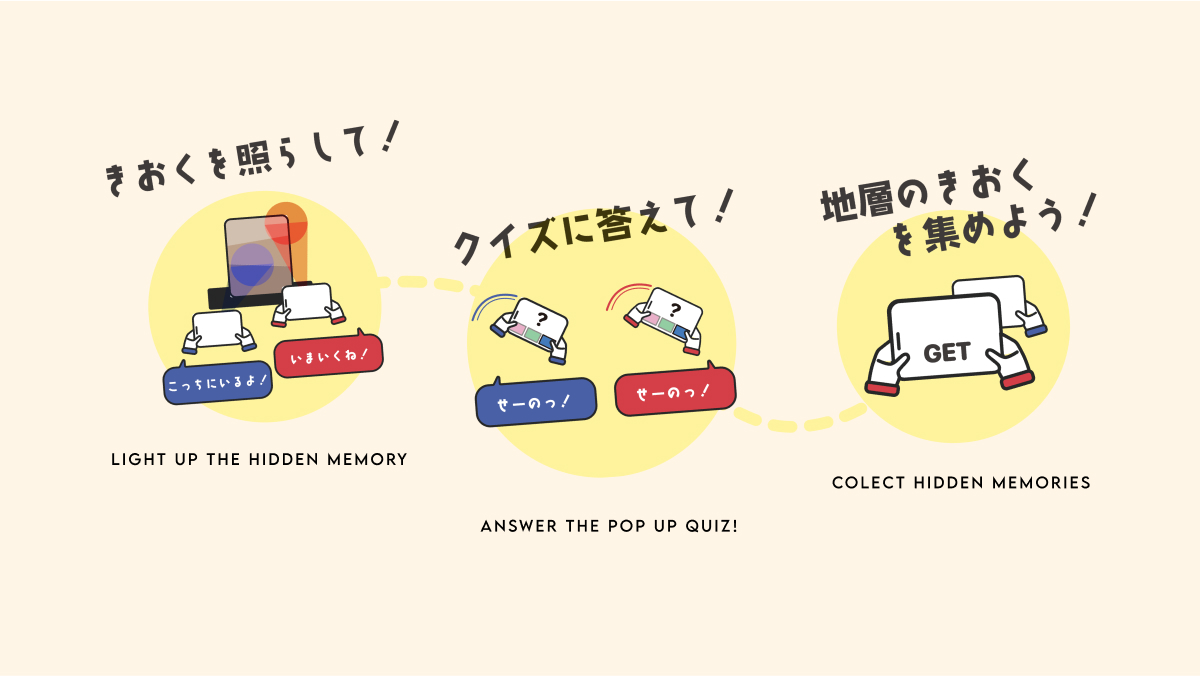 きおくを照らして！
こっちにいるよ！
いまいくね！
LIGHT UP THE HIDDEN MEMORY
クイズに答えて！
?
?
せーのっ！
せーのっ！
ANSWER THE POP UP QUIZ!
地層のきおく
を集めよう！
GET
COLECT HIDDEN MEMORIES